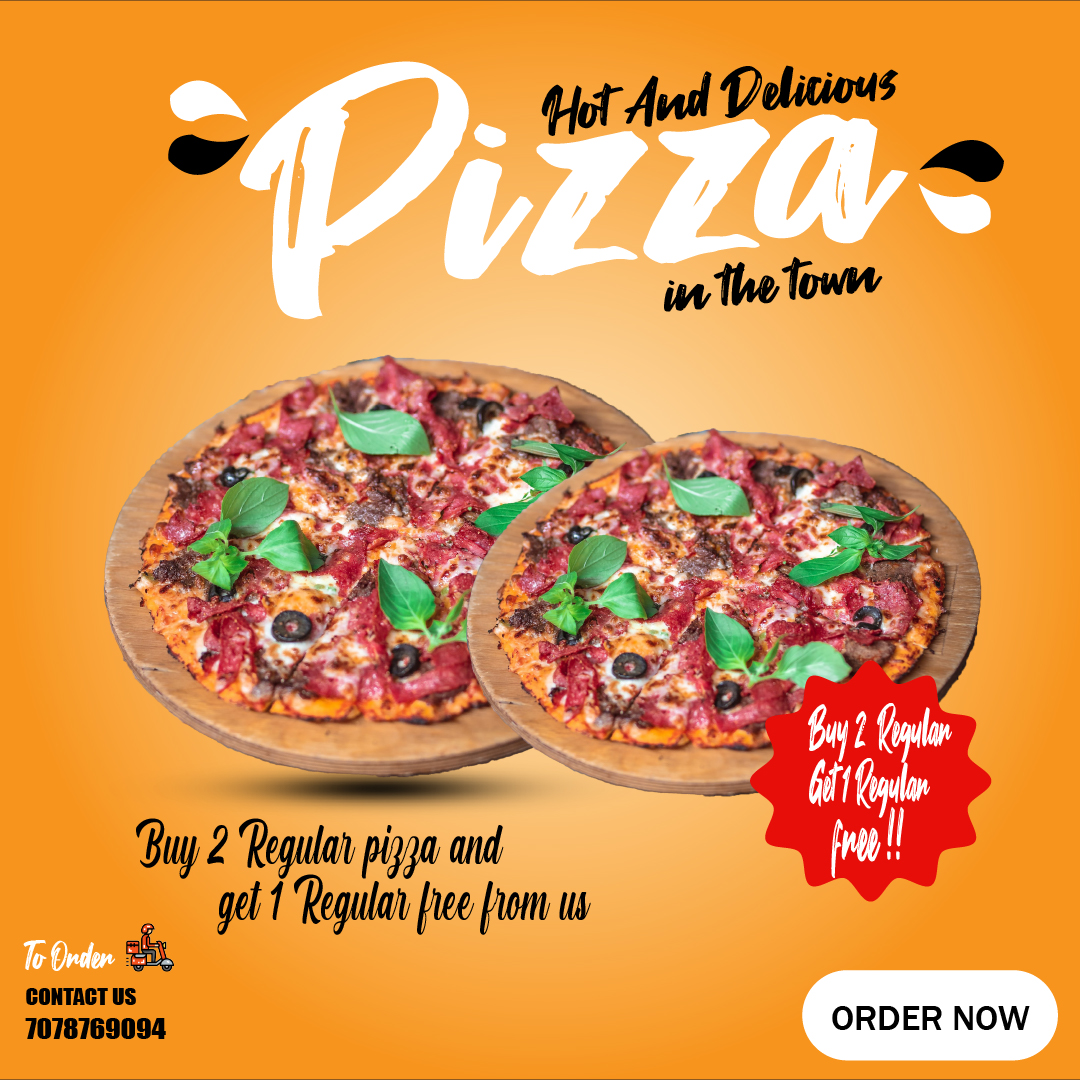 Hot And Delicious
Pizza
in the town
Buy 2 Regular
Get 1 Regular
free !!
Buy 2 Regular pizza and
get 1 Regular free from us
To Order
CONTACT US
7078769094
ORDER NOW